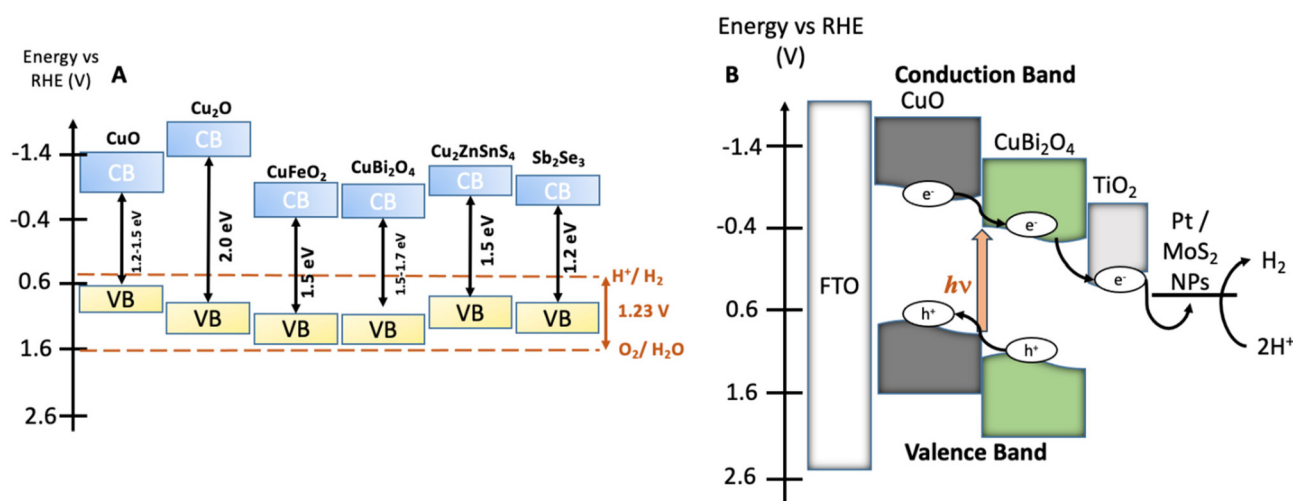 Energy vs
RHE (V)
A
CuO
Cu₂O
CuFeO₂
CuBi₂O₄
Cu₂ZnSnS₄
Sb₂Se₃
CB
CB
CB
CB
CB
CB
-1.4
-0.4
0.6
1.6
2.6
1.2-1.5 eV
2.0 eV
1.5 eV
1.5-1.7 eV
1.5 eV
1.2 eV
VB
VB
VB
VB
VB
VB
H⁺/ H₂
1.23 V
O₂/ H₂O
Energy vs RHE
(V)
B
Conduction Band
CuO
CuBi₂O₄
TiO₂
Pt /
MoS₂
NPs
-1.4
-0.4
0.6
1.6
2.6
FTO
e⁻
e⁻
e⁻
hν
h⁺
h⁺
H₂
2H⁺
Valence Band